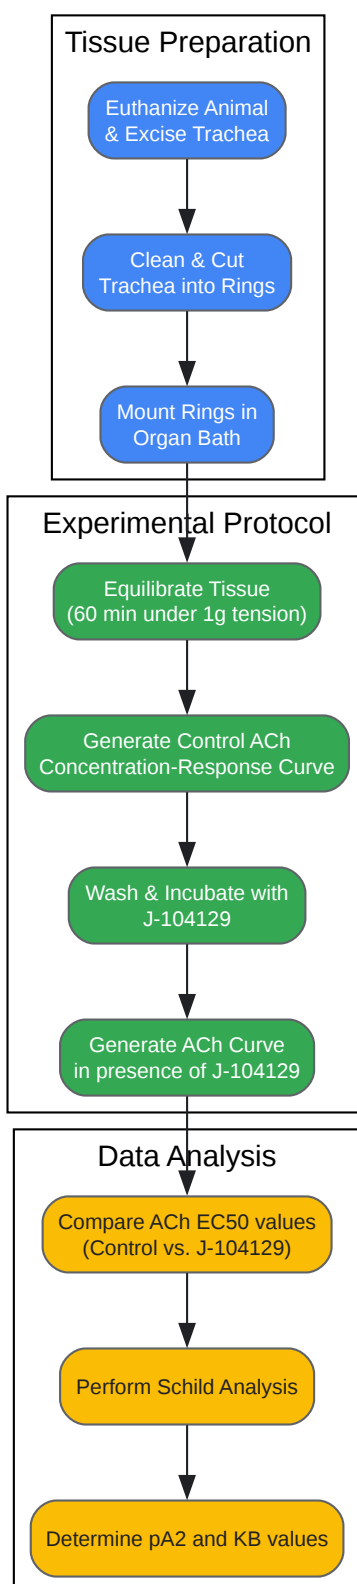 Tissue Preparation
Euthanize Animal
& Excise Trachea
Clean & Cut
Trachea into Rings
Mount Rings in
Organ Bath
Experimental Protocol
Equilibrate Tissue
(60 min under 1g tension)
Generate Control ACh
Concentration-Response Curve
Wash & Incubate with
J-104129
Generate ACh Curve
in presence of J-104129
Data Analysis
Compare ACh EC50 values
(Control vs. J-104129)
Perform Schild Analysis
Determine pA2 and KB values